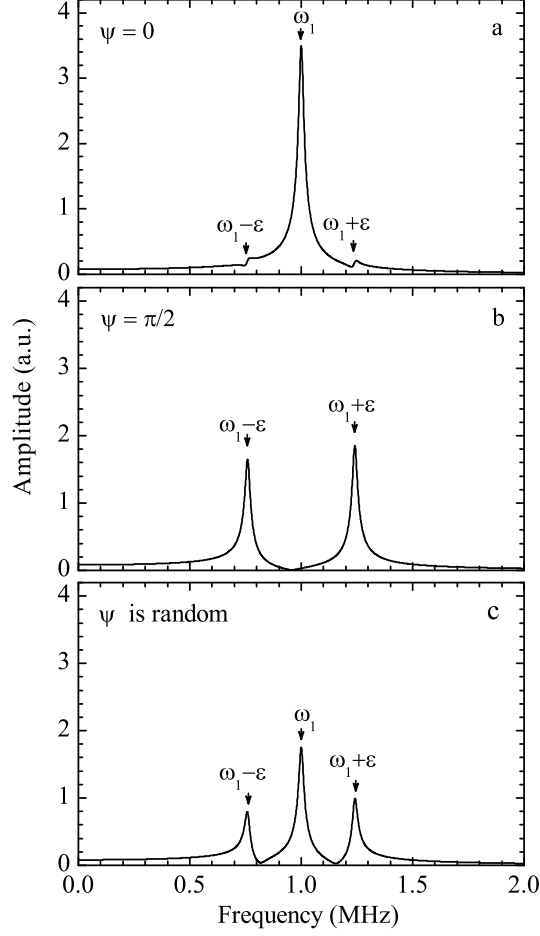 ψ = 0
ω₁
a
ω₁−ε
ω₁+ε
4
3
2
1
0
ψ = π/2
b
ω₁−ε
ω₁+ε
4
3
2
1
0
Amplitude (a.u.)
ψ is random
c
ω₁−ε
ω₁
ω₁+ε
4
3
2
1
0
0.0 0.5 1.0 1.5 2.0
Frequency (MHz)